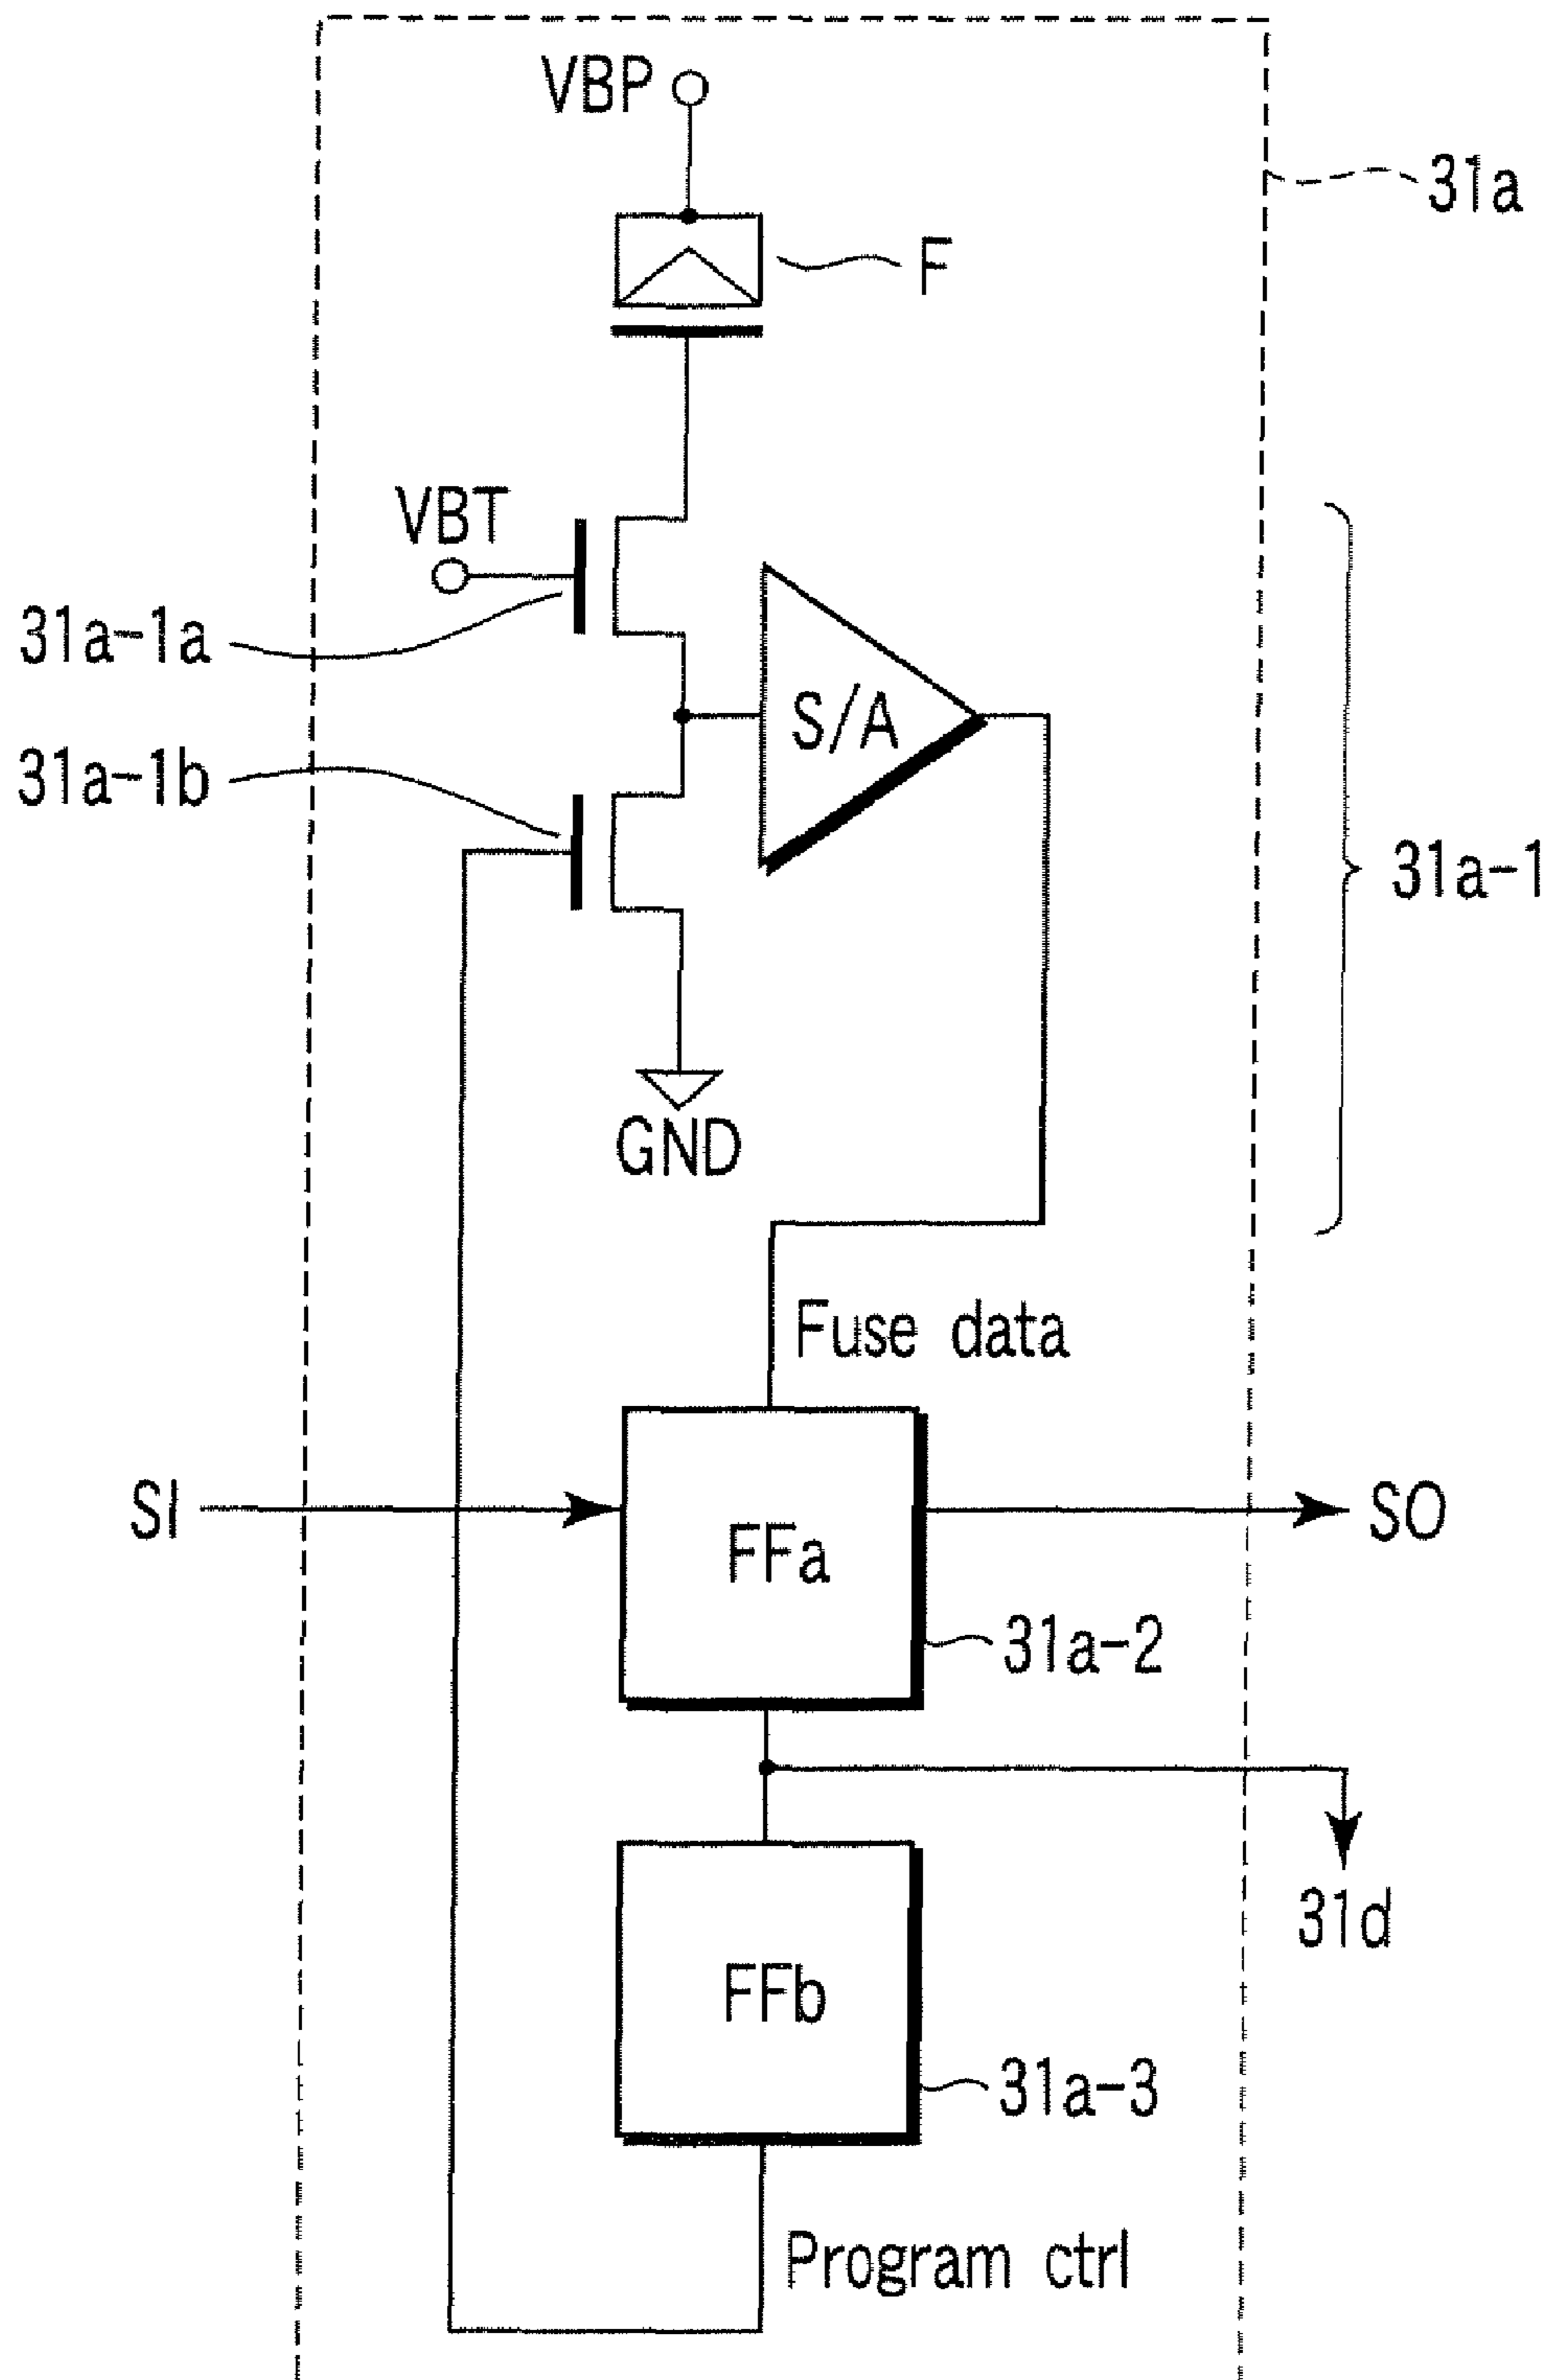 VBP
31a
F
VBT
31a-1a
S/A
31a-1b
31a-1
GND
Fuse data
SI
FFa
SO
31a-2
31d
FFb
31a-3
Program ctrl